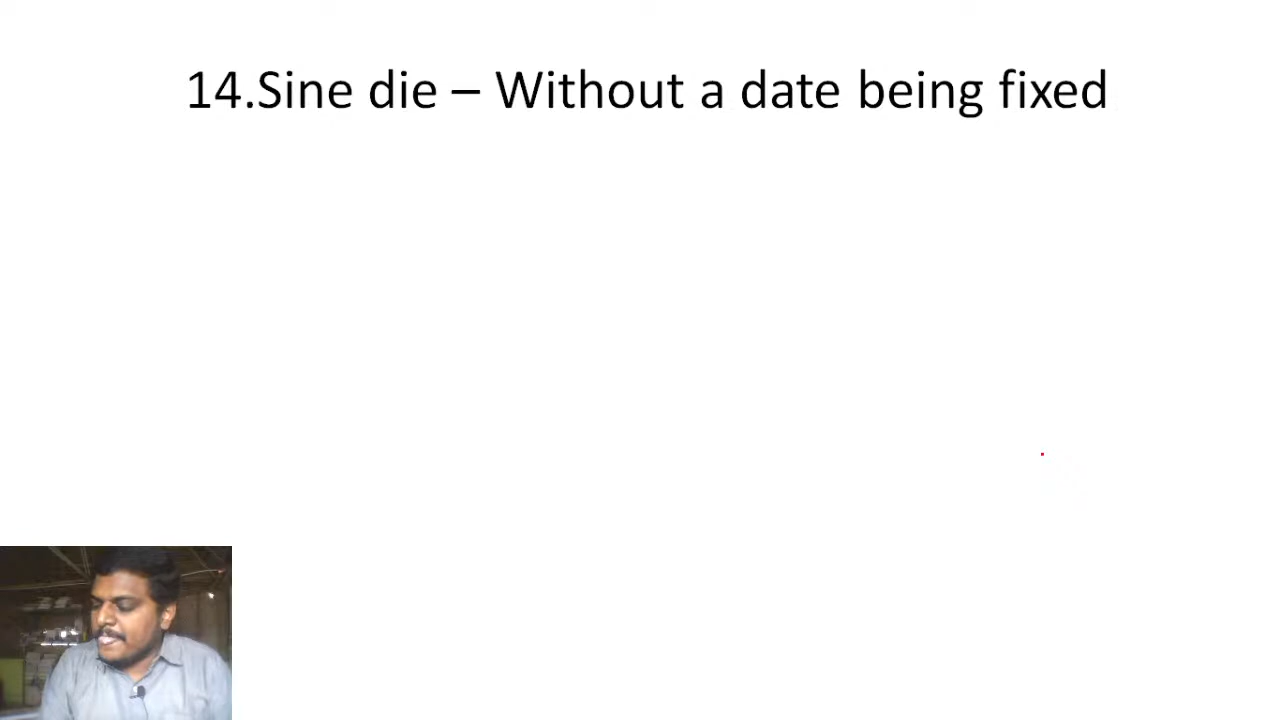 14.Sine die – Without a date being fixed